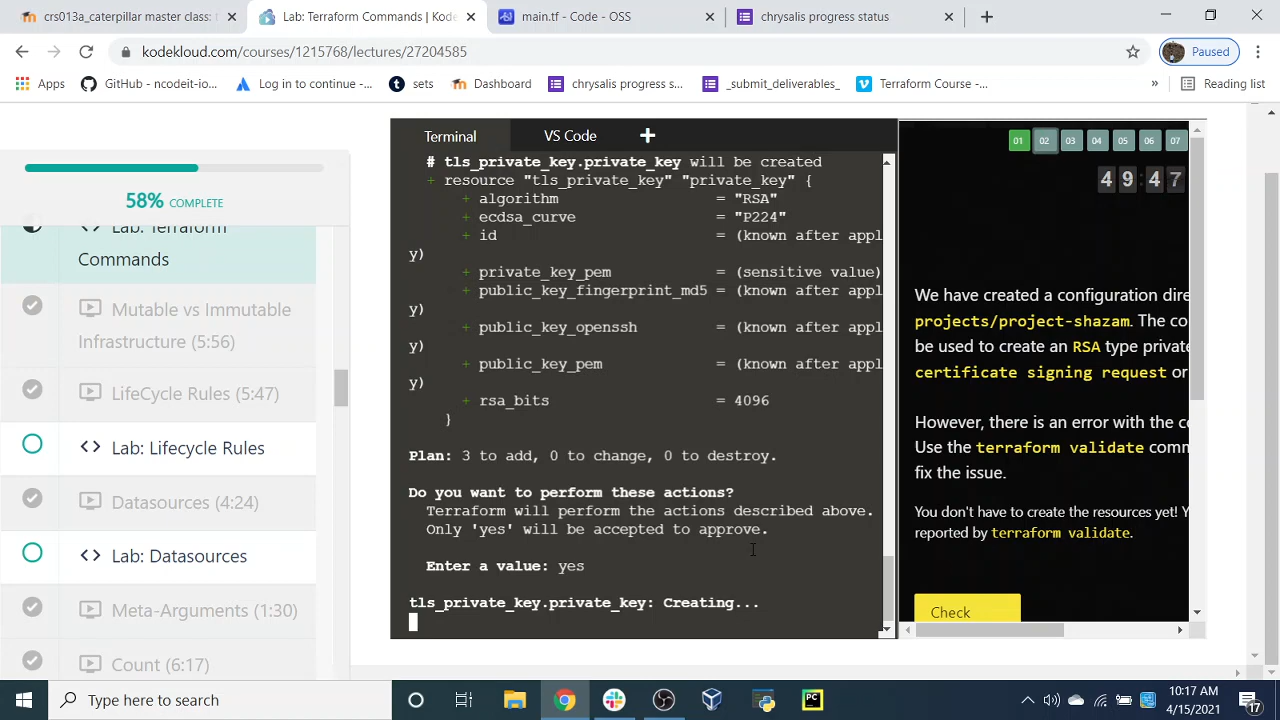 tcs013a_caterpillar master class: t
Lab: Terraform_Commands | Kode
main.tf - Code - OSS
chrysalis progress status
kodekloud.com/courses/1215768/lectures/27204585
Paused
Apps
GitHub - ncodeit-io...
Log in to continue -...
sets
Dashboard
chrysalis progress s...
_submit_deliverables_
Terraform Course -...
»
Reading list
58% COMPLETE
Lab: Terraform
Commands
Mutable vs Immutable
Infrastructure (5:56)
LifeCycle Rules (5:47)
Lab: Lifecycle Rules
Datasources (4:24)
Lab: Datasources
Meta-Arguments (1:30)
Count (6:17)
Terminal
VS Code
# tls_private_key.private_key will be created
+ resource "tls_private_key" "private_key" {
+ algorithm = "RSA"
+ ecdsa_curve = "P224"
+ id = (known after appl
y)
+ private_key_pem = (sensitive value)
+ public_key_fingerprint_md5 = (known after appl
y)
+ public_key_openssh = (known after appl
y)
+ public_key_pem = (known after appl
y)
+ rsa_bits = 4096
}
Plan: 3 to add, 0 to change, 0 to destroy.
Do you want to perform these actions?
Terraform will perform the actions described above.
Only 'yes' will be accepted to approve.
Enter a value: yes
tls_private_key.private_key: Creating...
01 02 03 04 05 06 07
49:47
We have created a configuration dire
projects/project-shazam. The co
be used to create an RSA type private
certificate signing request or
However, there is an error with the co
Use the terraform validate comm
fix the issue.
You don't have to create the resources yet! Y
reported by terraform validate.
Check
Type here to search
PC
10:17 AM
4/15/2021
17